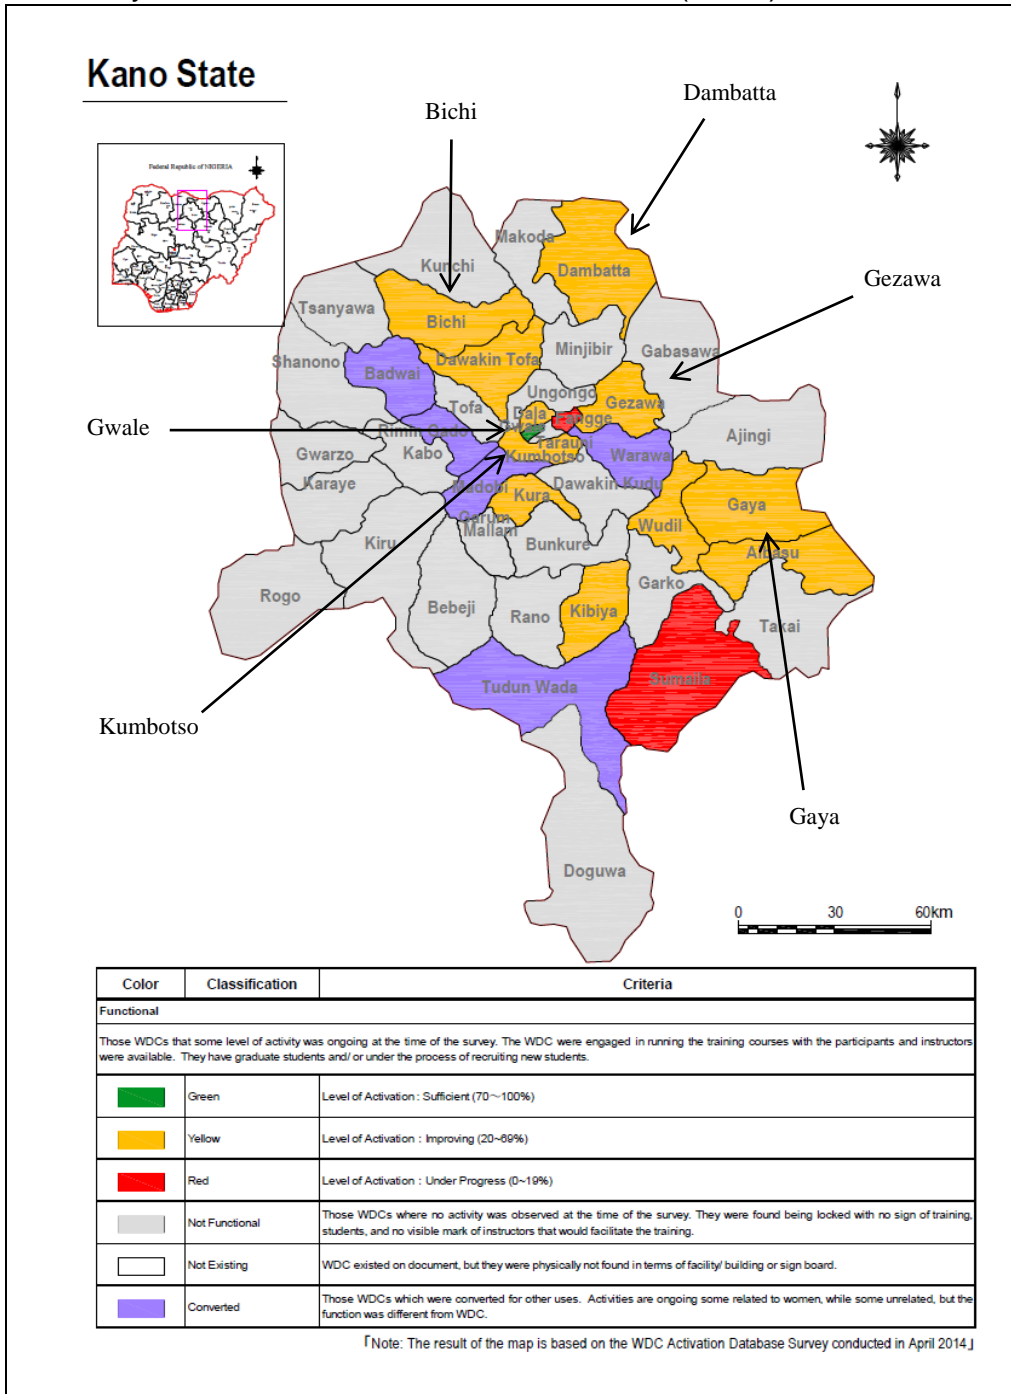 Kano State
Bichi
Dambatta
Federal Republic of NIGERIA
Makoda
Kunchi
Dambatta
Gezawa
Tsanyawa
Bichi
Minjibir
Gabasawa
Shanono
Dawakin Tofa
Badwai
Ungongo
Gezawa
Tofa
Dala
Fangge
Gwale
Gwale
Rimin Gado
Tarauni
Ajingi
Gwarzo
Kabo
Kumbotso
Warawa
Karaye
Madobi
Dawakin Kudu
Kura
Gaya
Garum
Mallam
Wudil
Kiru
Bunkure
Albasu
Garko
Rogo
Bebeji
Rano
Kibiya
Takai
Tudun Wada
Sumaila
Kumbotso
Gaya
Doguwa
0 30 60km
Color Classification Criteria
Functional
Those WDCs that some level of activity was ongoing at the time of the survey. The WDC were engaged in running the training courses with the participants and instructors
were available. They have graduate students and/ or under the process of recruiting new students.
Green Level of Activation : Sufficient (70～100%)
Yellow Level of Activation : Improving (20~69%)
Red Level of Activation : Under Progress (0~19%)
Not Functional Those WDCs where no activity was observed at the time of the survey. They were found being locked with no sign of training,
students, and no visible mark of instructors that would facilitate the training.
Not Existing WDC existed on document, but they were physically not found in terms of facility/ building or sign board.
Converted Those WDCs which were converted for other uses. Activities are ongoing some related to women, while some unrelated, but the
function was different from WDC.
「Note: The result of the map is based on the WDC Activation Database Survey conducted in April 2014」